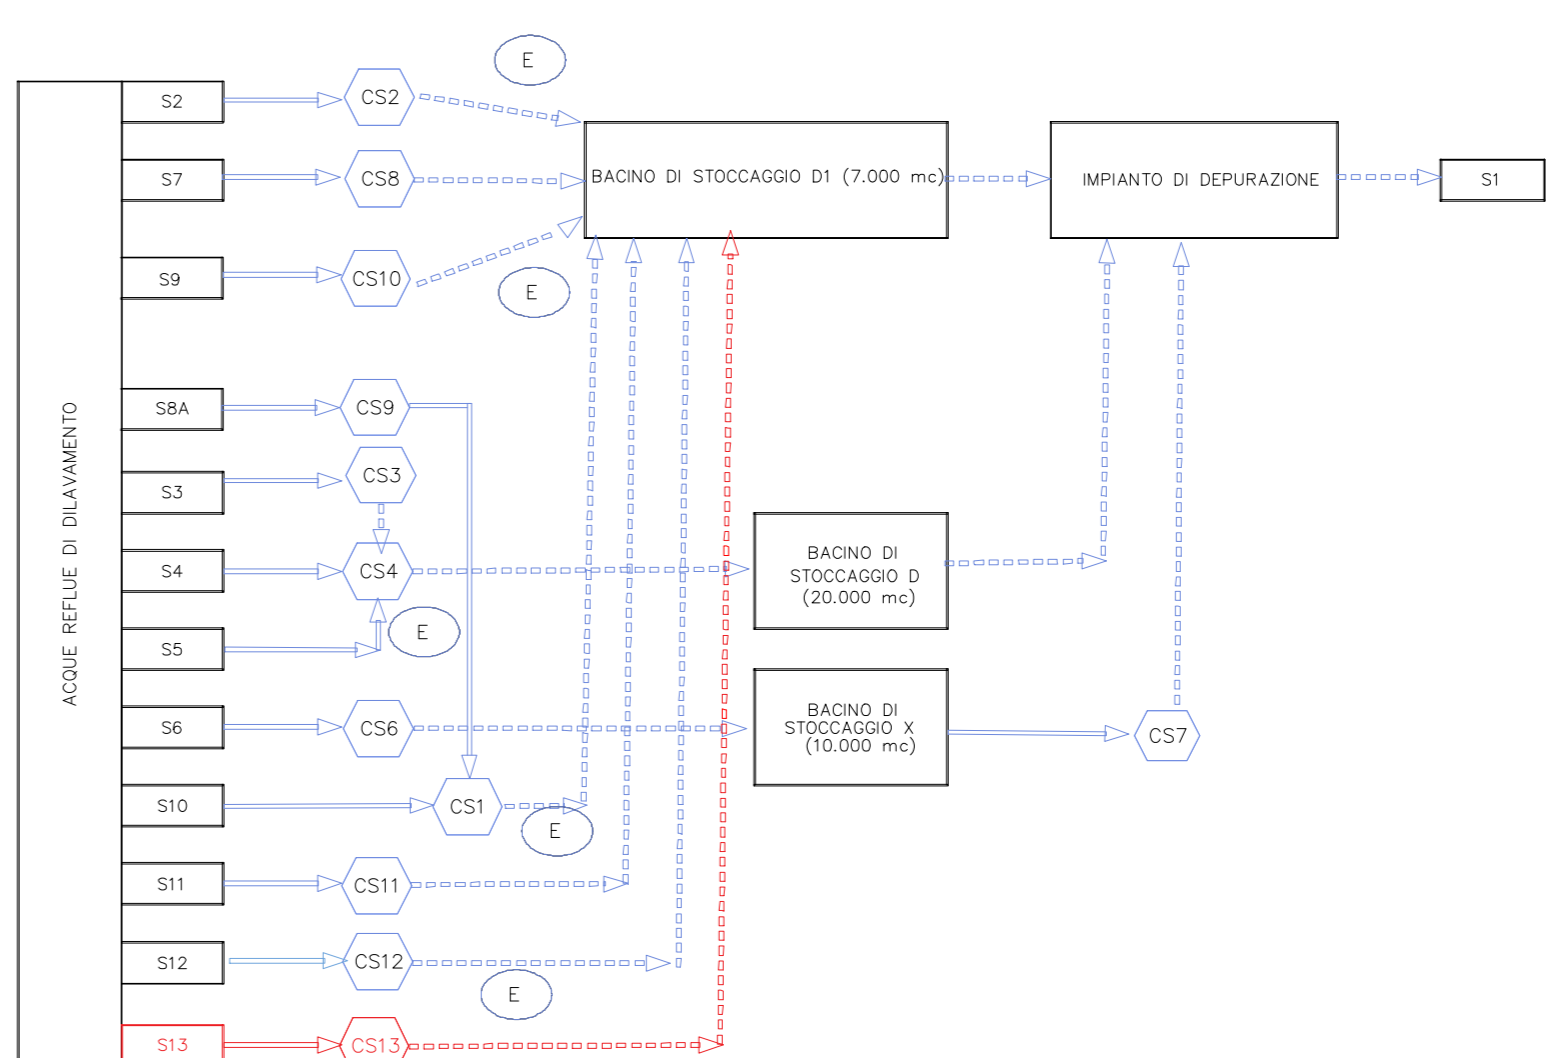 E
S2
CS2
S7
CS8
BACINO DI STOCCAGGIO D1 (7.000 mc)
IMPIANTO DI DEPURAZIONE
S1
S9
CS10
E
ACQUE REFLUE DI DILAVAMENTO
S8A
CS9
S3
CS3
S4
CS4
BACINO DI
STOCCAGGIO D
(20.000 mc)
S5
E
S6
CS6
BACINO DI
STOCCAGGIO X
(10.000 mc)
CS7
S10
CS1
E
S11
CS11
S12
CS12
E
S13
CS13